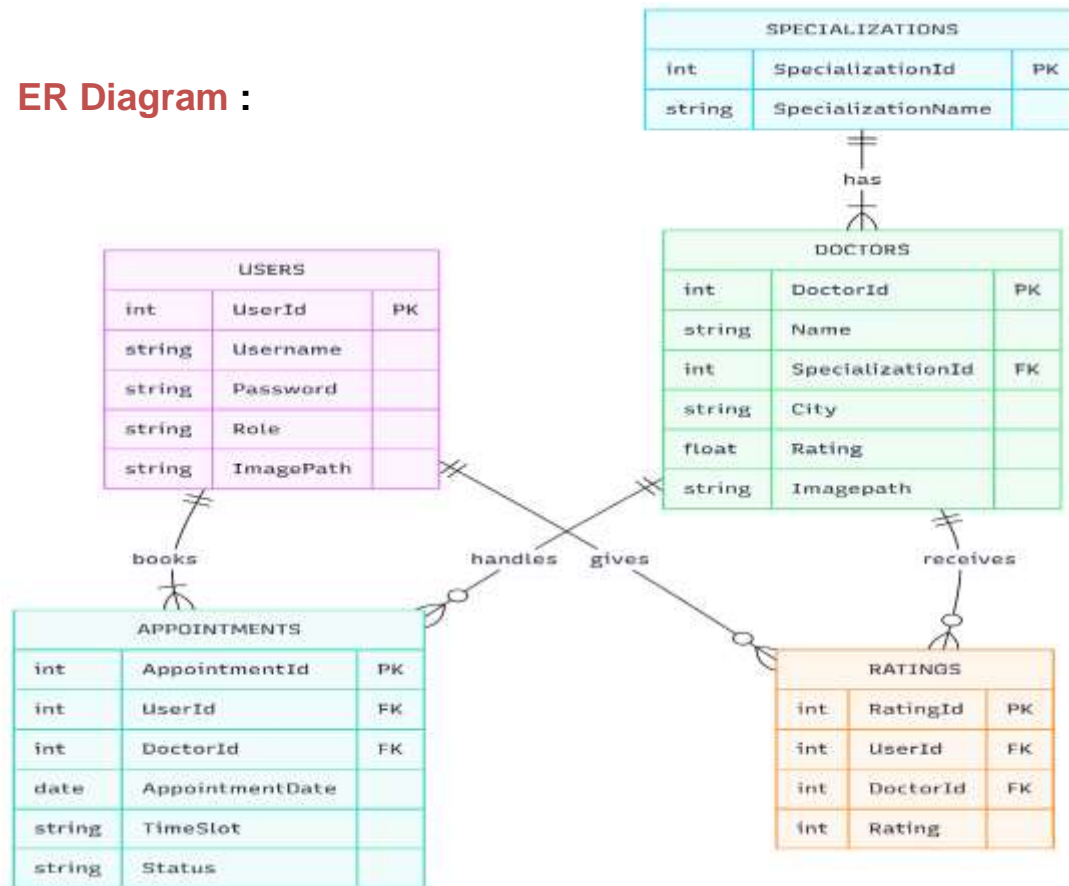 ER Diagram :
SPECIALIZATIONS
int SpecializationId PK
string SpecializationName
has
DOCTORS
int DoctorId PK
string Name
int SpecializationId FK
string City
float Rating
string Imagepath
USERS
int UserId PK
string Username
string Password
string Role
string ImagePath
books
handles
gives
receives
APPOINTMENTS
int AppointmentId PK
int UserId FK
int DoctorId FK
date AppointmentDate
string TimeSlot
string Status
RATINGS
int RatingId PK
int UserId FK
int DoctorId FK
int Rating